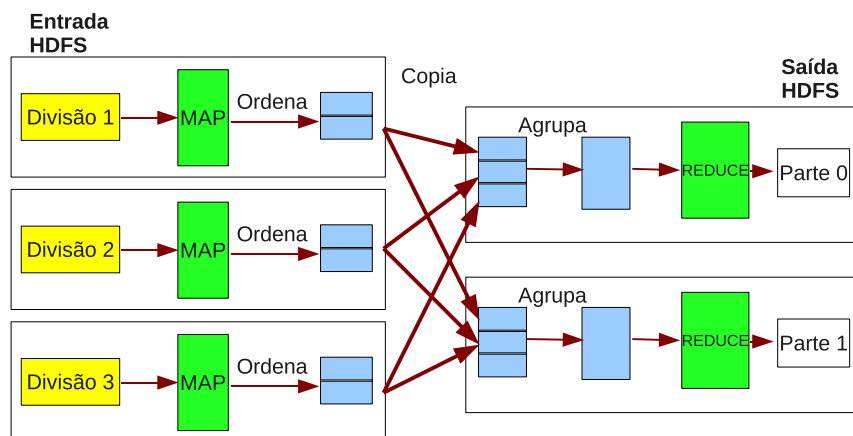 Entrada
HDFS
Divisão 1
MAP
Ordena
Copia
Divisão 2
MAP
Ordena
Divisão 3
MAP
Ordena
Saída
HDFS
Agrupa
REDUCE
Parte 0
Agrupa
REDUCE
Parte 1